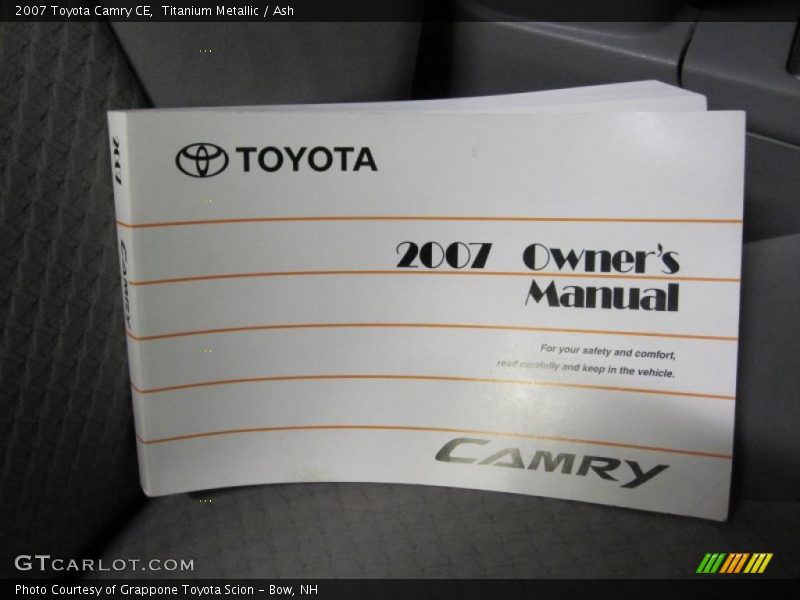 2007 Toyota Camry CE, Titanium Metallic / Ash
TOYOTA
2007 Owner's
Manual
For your safety and comfort,
read carefully and keep in the vehicle.
CAMRY
2007
CAMRY
GTCARLOT.COM
Photo Courtesy of Grappone Toyota Scion - Bow, NH